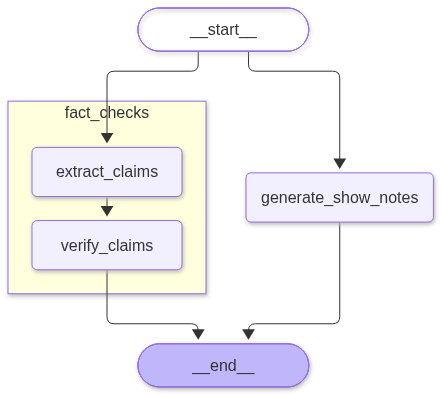 __start__
fact_checks
extract_claims
generate_show_notes
verify_claims
__end__